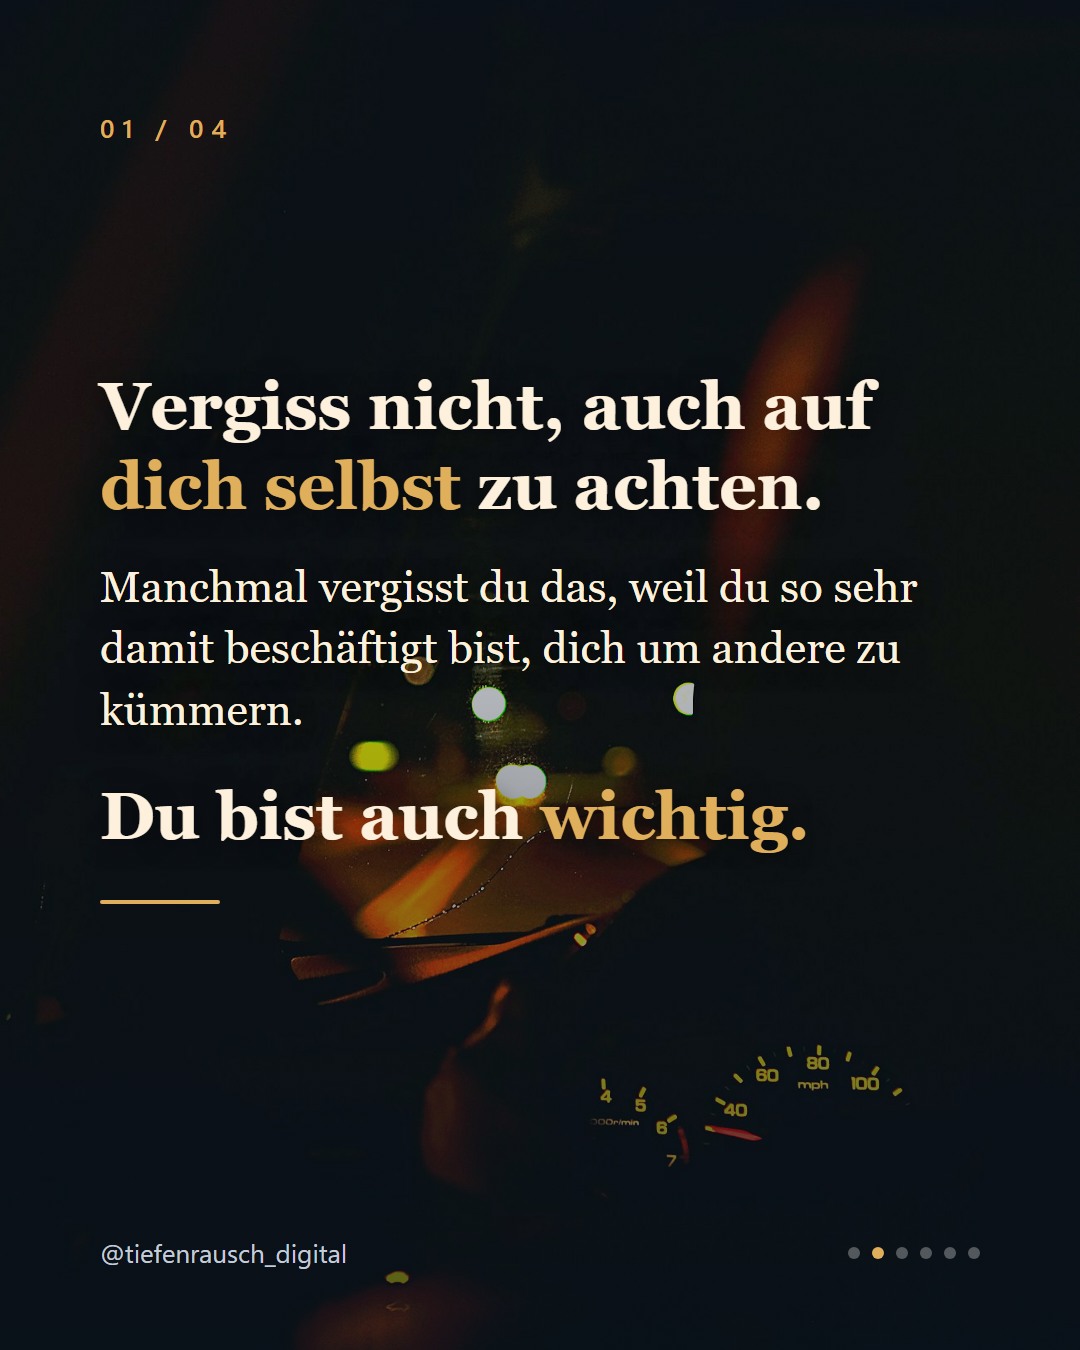 01 / 04
Vergiss nicht, auch auf
dich selbst zu achten.
Manchmal vergisst du das, weil du so sehr
damit beschäftigt bist, dich um andere zu
kümmern.
Du bist auch wichtig.
80
60
100
mph
4
5
40
000r/min
6
7
@tiefenrausch_digital